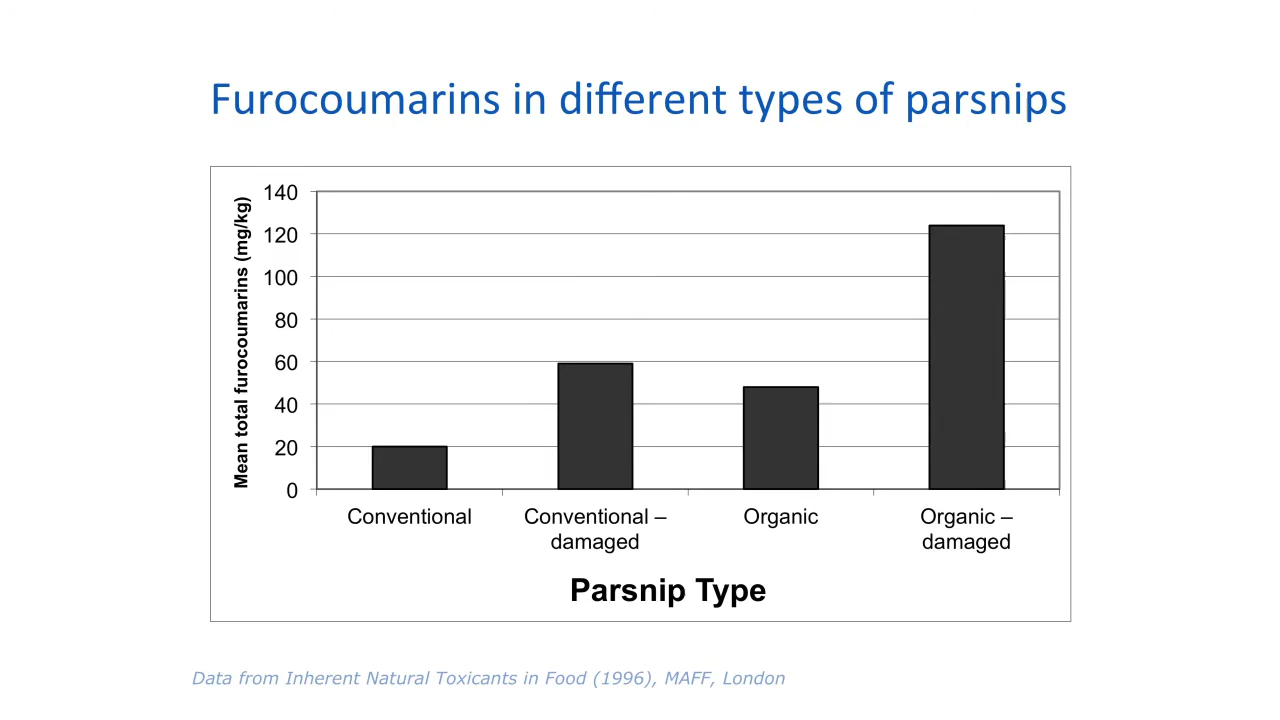 Furocoumarins in different types of parsnips
Mean total furocoumarins (mg/kg)
140
120
100
80
60
40
20
0
Conventional
Conventional –
damaged
Organic
Organic –
damaged
Parsnip Type
Data from Inherent Natural Toxicants in Food (1996), MAFF, London